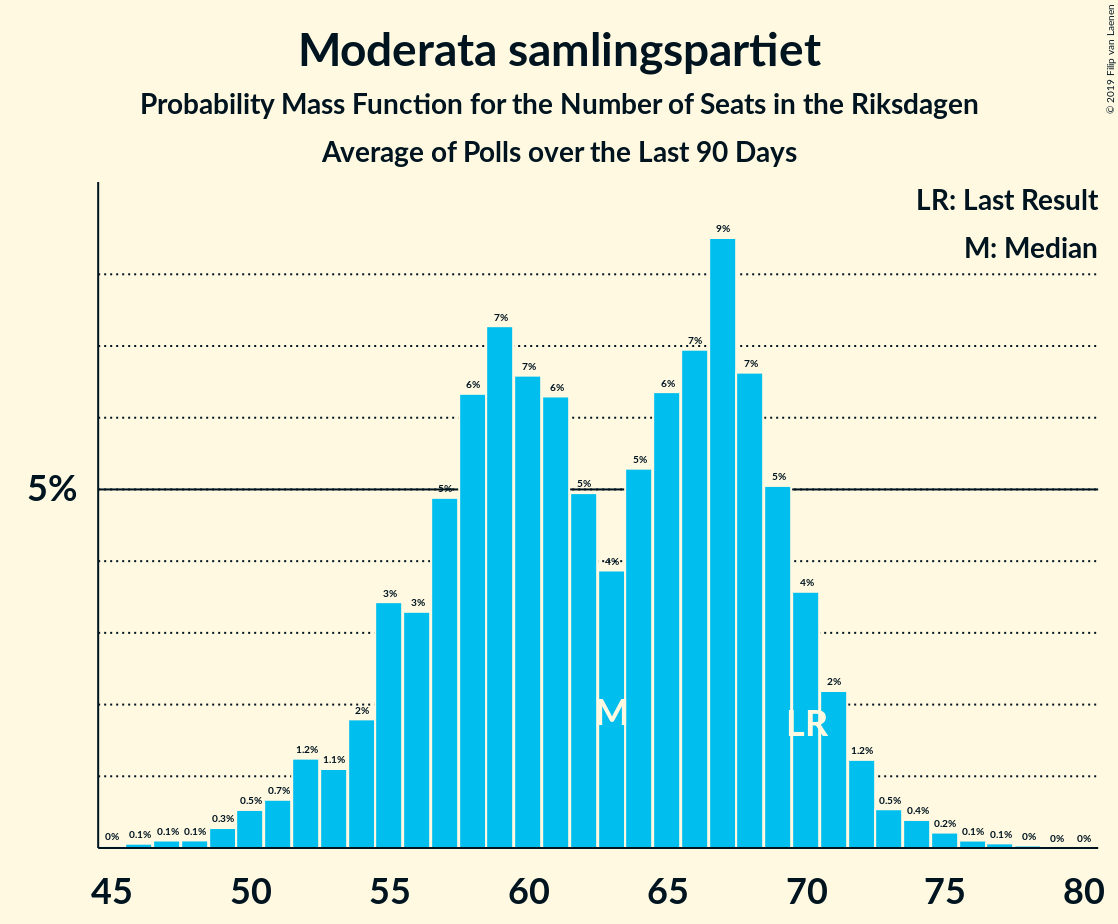 Moderata samlingspartiet
Probability Mass Function for the Number of Seats in the Riksdagen
Average of Polls over the Last 90 Days
© 2019 Filip van Laenen
LR: Last Result
M: Median
5%
0% 0.1% 0.1% 0.1% 0.3% 0.5% 0.7% 1.2% 1.1% 2% 3% 3% 5% 6% 7% 7% 6% 5% 4% 5% 6% 7% 9% 7% 5% 4% 2% 1.2% 0.5% 0.4% 0.2% 0.1% 0.1% 0% 0% 0%
M LR
45 50 55 60 65 70 75 80